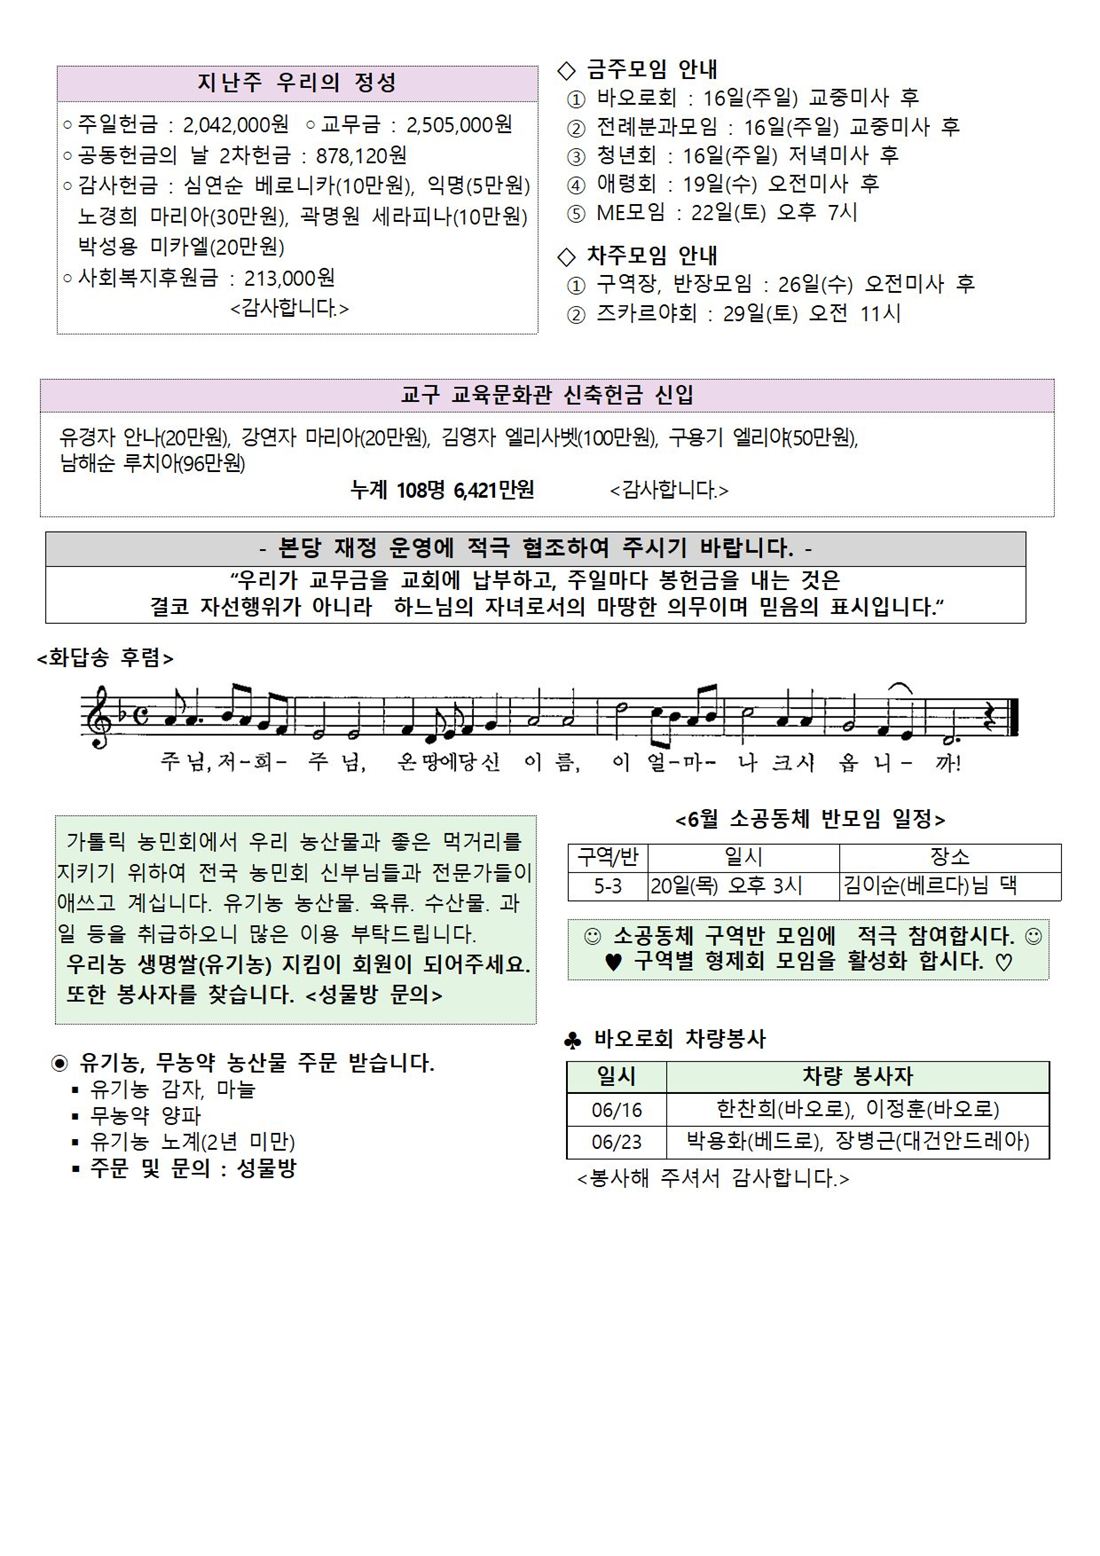 지난주 우리의 정성
○ 주일헌금 : 2,042,000원 ○ 교무금 : 2,505,000원
○ 공동헌금의 날 2차헌금 : 878,120원
○ 감사헌금 : 심연순 베로니카(10만원), 익명(5만원)
노경희 마리아(30만원), 곽명원 세라피나(10만원)
박성용 미카엘(20만원)
○ 사회복지후원금 : 213,000원
<감사합니다.>
◇ 금주모임 안내
① 바오로회 : 16일(주일) 교중미사 후
② 전례분과모임 : 16일(주일) 교중미사 후
③ 청년회 : 16일(주일) 저녁미사 후
④ 애령회 : 19일(수) 오전미사 후
⑤ ME모임 : 22일(토) 오후 7시
◇ 차주모임 안내
① 구역장, 반장모임 : 26일(수) 오전미사 후
② 즈카르야회 : 29일(토) 오전 11시
교구 교육문화관 신축헌금 신입
유경자 안나(20만원), 강연자 마리아(20만원), 김영자 엘리사벳(100만원), 구용기 엘리야(50만원),
남해순 루치아(96만원)
누계 108명 6,421만원 <감사합니다.>
- 본당 재정 운영에 적극 협조하여 주시기 바랍니다. -
“우리가 교무금을 교회에 납부하고, 주일마다 봉헌금을 내는 것은
결코 자선행위가 아니라 하느님의 자녀로서의 마땅한 의무이며 믿음의 표시입니다.“
<화답송 후렴>
주 님, 저-희- 주 님, 온 땅에 당신 이 름, 이 얼-마- 나 크시 옵 니 - 까!
가톨릭 농민회에서 우리 농산물과 좋은 먹거리를
지키기 위하여 전국 농민회 신부님들과 전문가들이
애쓰고 계십니다. 유기농 농산물. 육류. 수산물. 과
일 등을 취급하오니 많은 이용 부탁드립니다.
우리농 생명쌀(유기농) 지킴이 회원이 되어주세요.
또한 봉사자를 찾습니다. <성물방 문의>
◉ 유기농, 무농약 농산물 주문 받습니다.
▪ 유기농 감자, 마늘
▪ 무농약 양파
▪ 유기농 노계(2년 미만)
▪ 주문 및 문의 : 성물방
<6월 소공동체 반모임 일정>
구역/반 일시 장소
5-3 20일(목) 오후 3시 김이순(베르다)님 댁
☺ 소공동체 구역반 모임에 적극 참여합시다. ☺
♥ 구역별 형제회 모임을 활성화 합시다. ♡
♣ 바오로회 차량봉사
일시 차량 봉사자
06/16 한찬희(바오로), 이정훈(바오로)
06/23 박용화(베드로), 장병근(대건안드레아)
<봉사해 주셔서 감사합니다.>